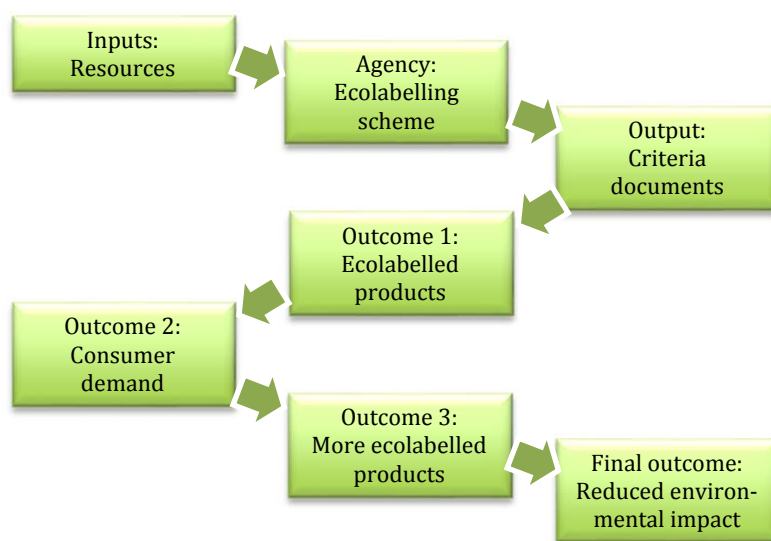 Inputs:
Resources
Agency:
Ecolabelling
scheme
Output:
Criteria
documents
Outcome 1:
Ecolabelled
products
Outcome 2:
Consumer
demand
Outcome 3:
More ecolabelled
products
Final outcome:
Reduced environ-
mental impact